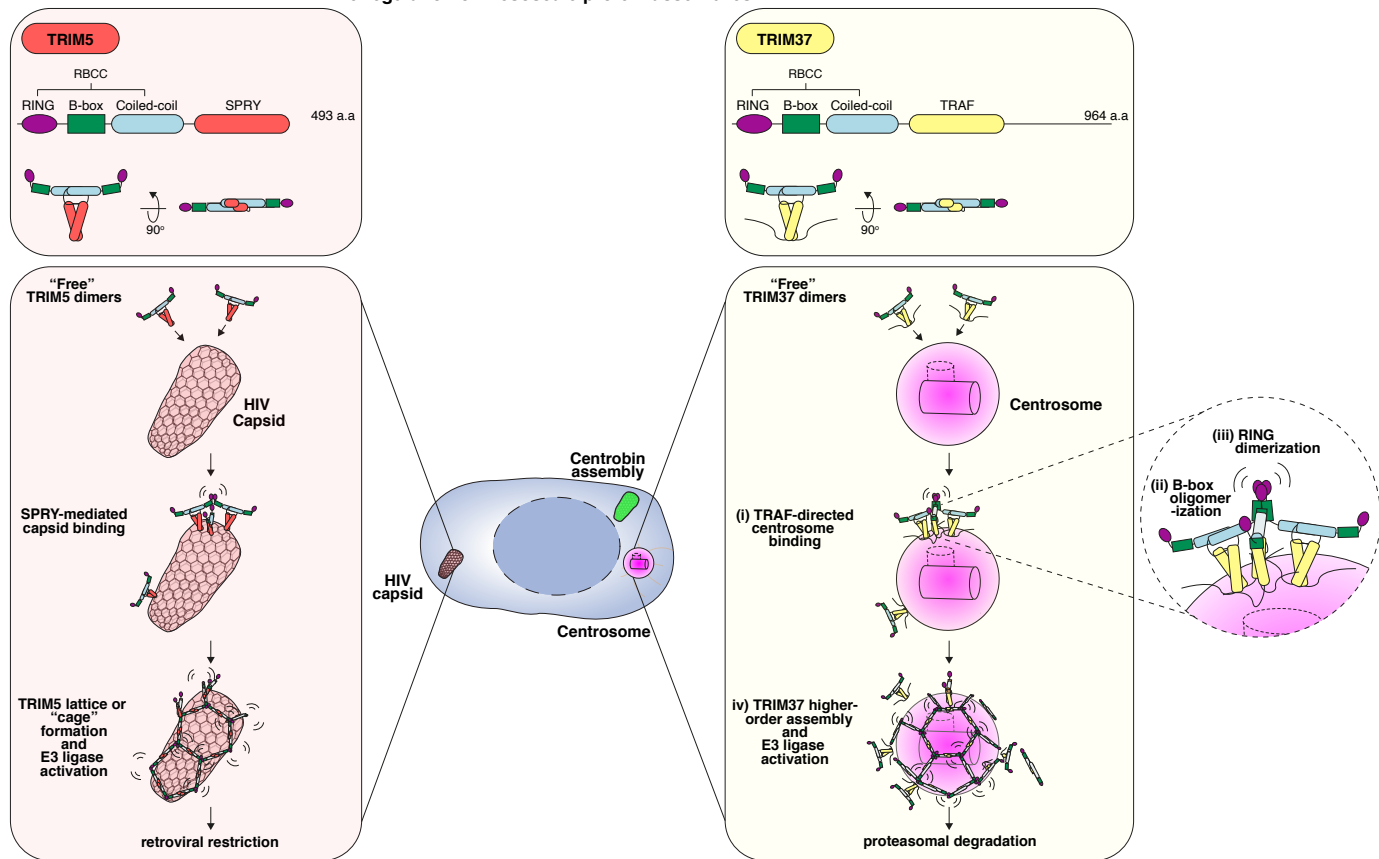 TRIM5
RBCC
RING B-box Coiled-coil SPRY
493 a.a
90o
"Free"
TRIM5 dimers
HIV
Capsid
SPRY-mediated
capsid binding
TRIM5 lattice or
"cage"
formation
and
E3 ligase
activation
retroviral restriction
Centrobin
assembly
HIV
capsid
Centrosome
TRIM37
RBCC
RING B-box Coiled-coil TRAF
964 a.a
90o
"Free"
TRIM37 dimers
Centrosome
(i) TRAF-directed
centrosome
binding
iv) TRIM37 higher-
order assembly
and
E3 ligase
activation
proteasomal degradation
(iii) RING
dimerization
(ii) B-box
oligomer
-ization